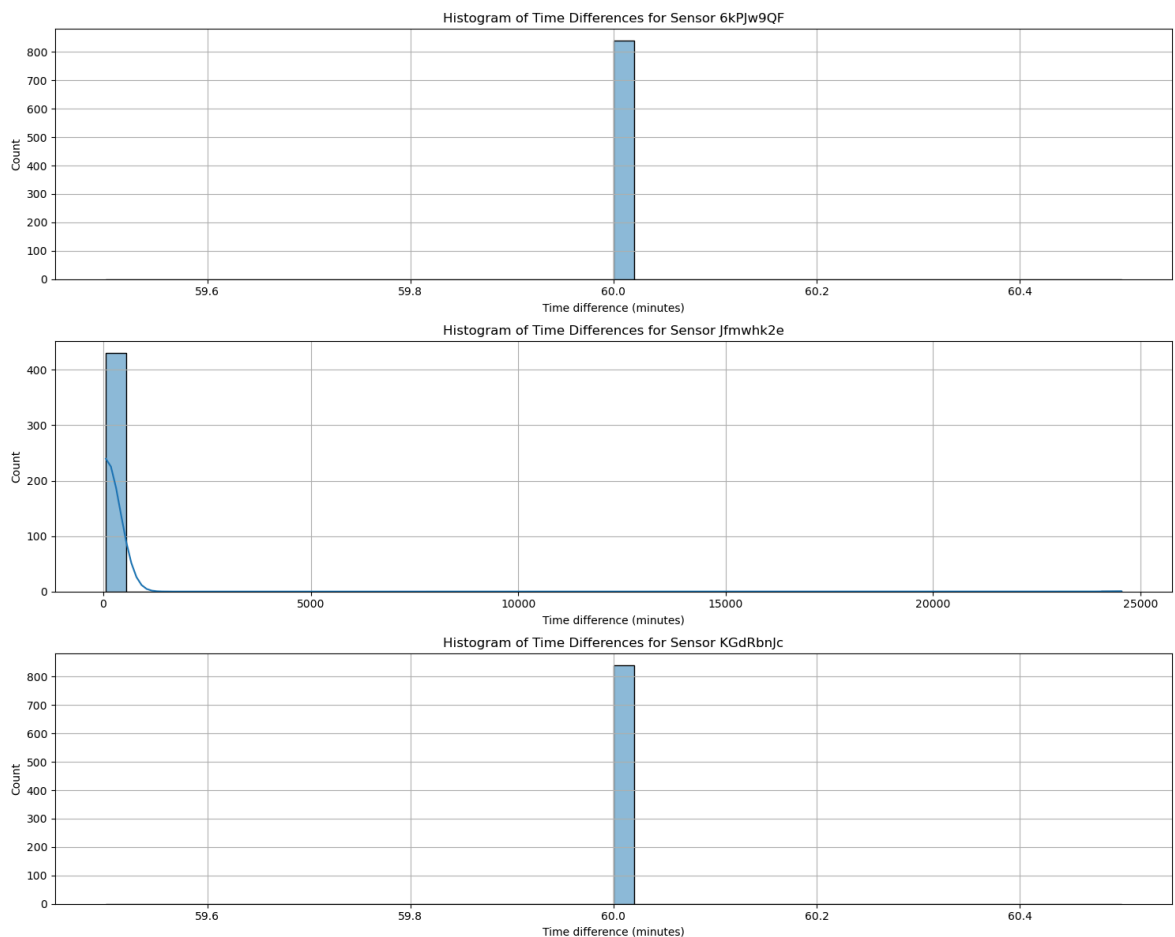 Histogram of Time Differences for Sensor 6kPJw9QF
800
700
600
500
400
300
200
100
0
Count
59.6 59.8 60.0 60.2 60.4
Time difference (minutes)
Histogram of Time Differences for Sensor Jfmwhk2e
400
300
200
100
0
Count
0 5000 10000 15000 20000 25000
Time difference (minutes)
Histogram of Time Differences for Sensor KGdRbnJc
800
700
600
500
400
300
200
100
0
Count
59.6 59.8 60.0 60.2 60.4
Time difference (minutes)